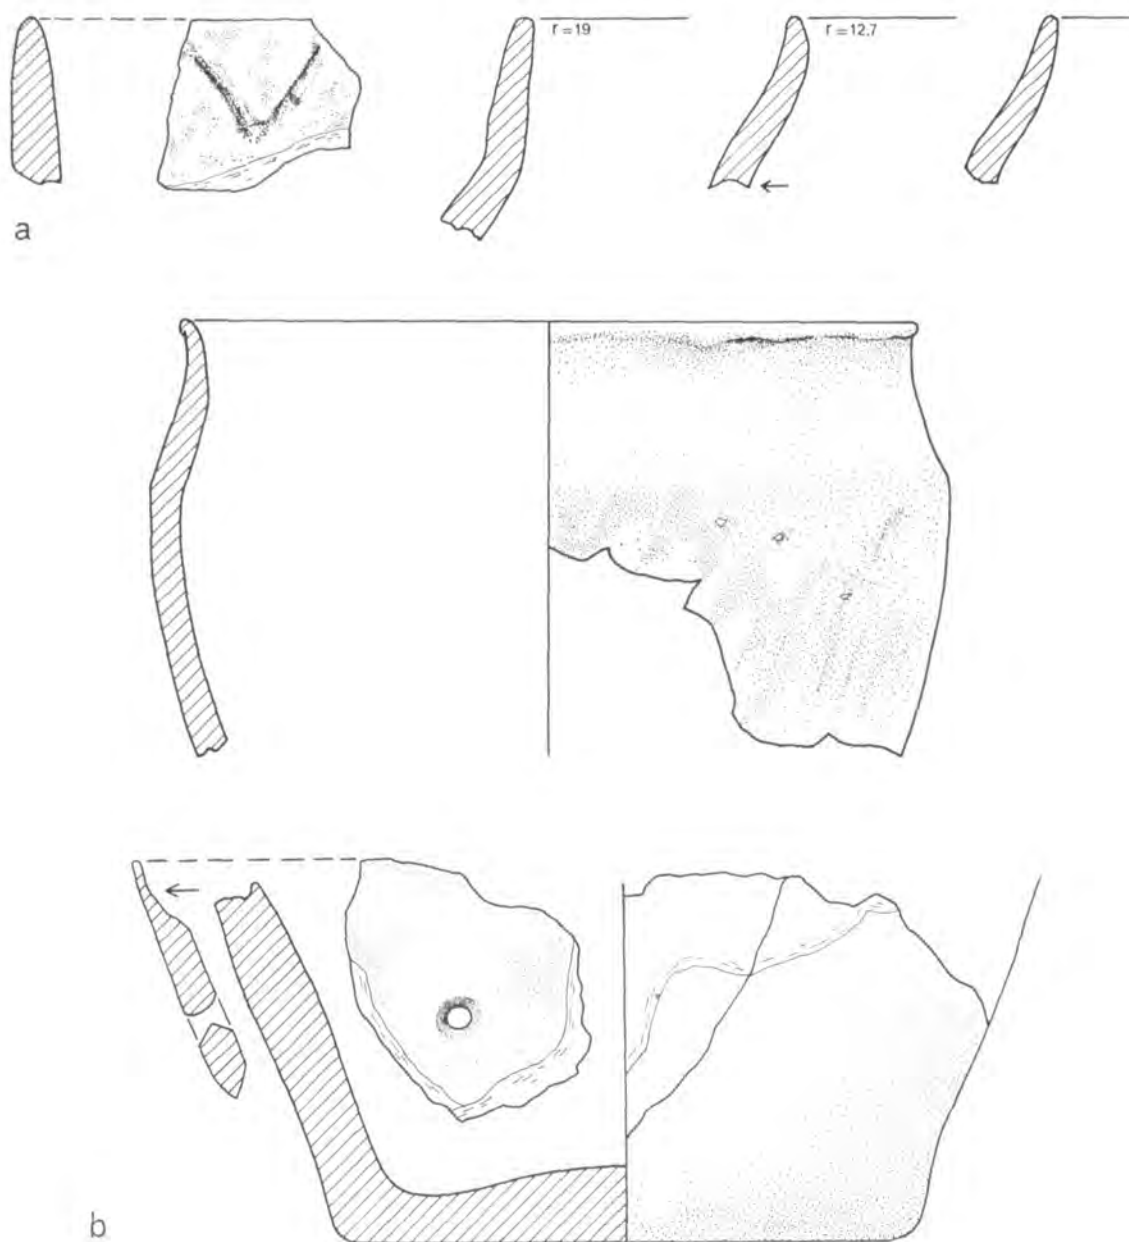 r = 19
r = 12.7
a
b